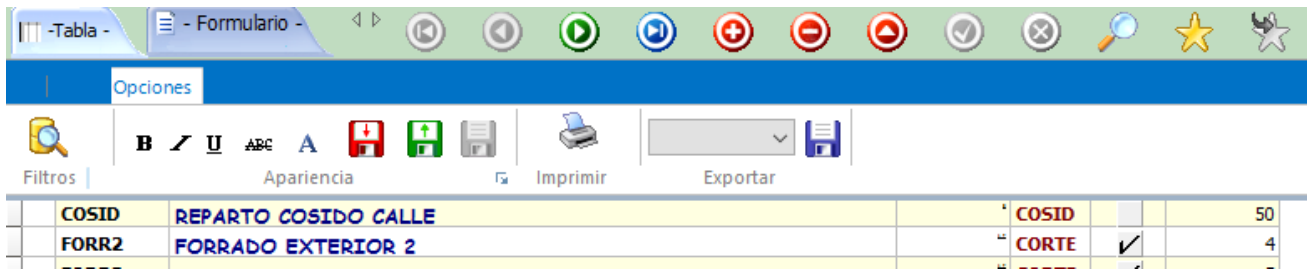 -Tabla - - Formulario -
Opciones
B I U ABC A
Filtros Apariencia Imprimir Exportar
COSID REPARTO COSIDO CALLE COSID 50
FORR2 FORRADO EXTERIOR 2 CORTE 4